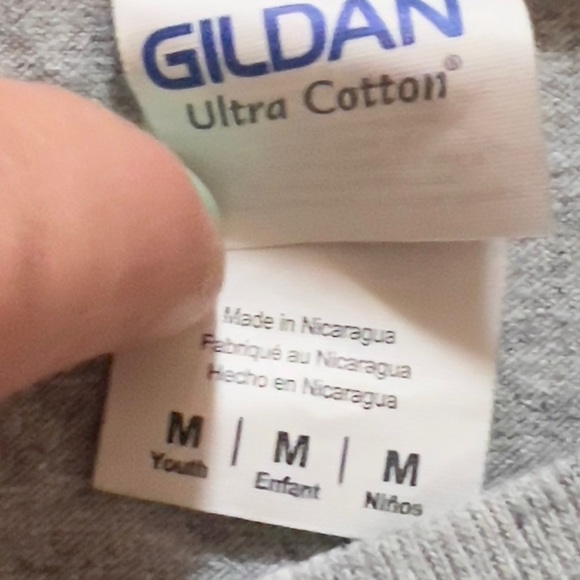 GILDAN
Ultra Cotton®
Made in Nicaragua
Fabriqué au Nicaragua
Hecho en Nicaragua
M | M | M
Youth Enfant Niños